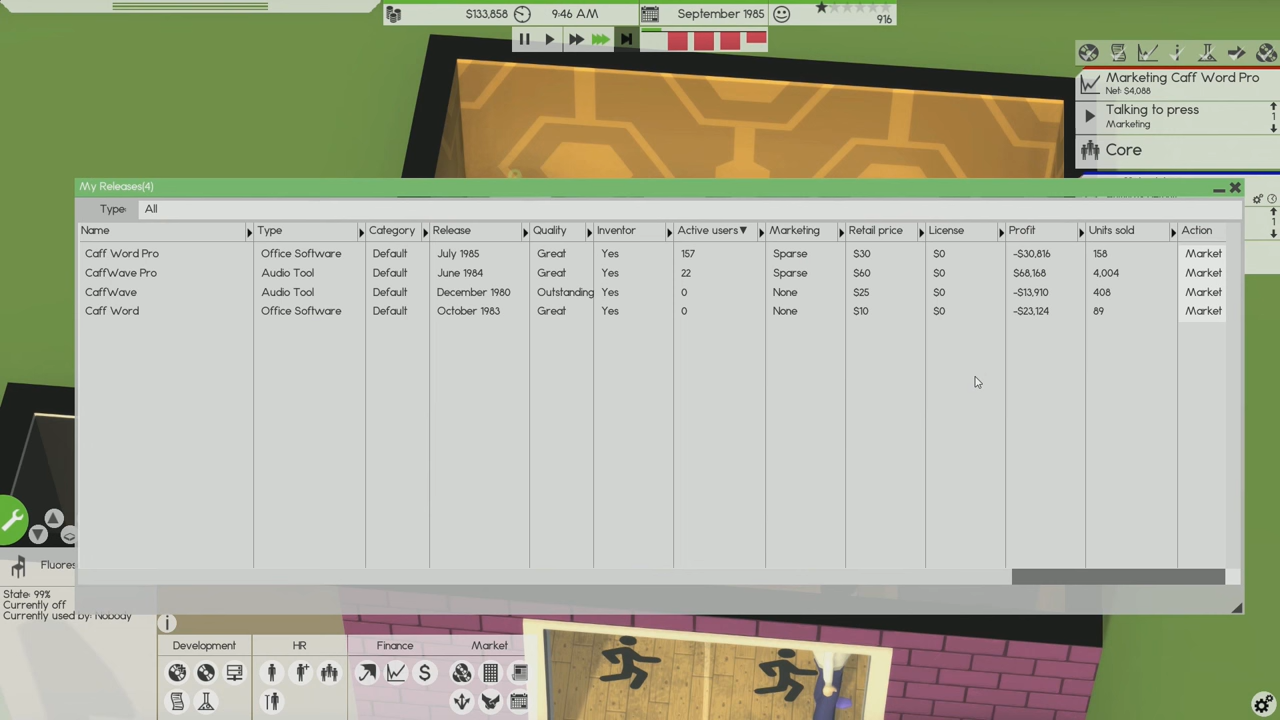 $133,858 9:46 AM September 1985 916
Marketing Caff Word Pro
Net: $4,088
Talking to press
Marketing
1
Core
1
My Releases(4)
Type: All
Name Type Category Release Quality Inventor Active users▼ Marketing Retail price License Profit Units sold Action
Caff Word Pro Office Software Default July 1985 Great Yes 157 Sparse $30 $0 -$30,816 158 Market
CaffWave Pro Audio Tool Default June 1984 Great Yes 22 Sparse $60 $0 $68,168 4,004 Market
CaffWave Audio Tool Default December 1980 Outstanding Yes 0 None $25 $0 -$13,910 408 Market
Caff Word Office Software Default October 1983 Great Yes 0 None $10 $0 -$23,124 89 Market
Fluores
State: 99%
Currently off
Currently used by: Nobody
Development HR Finance Market